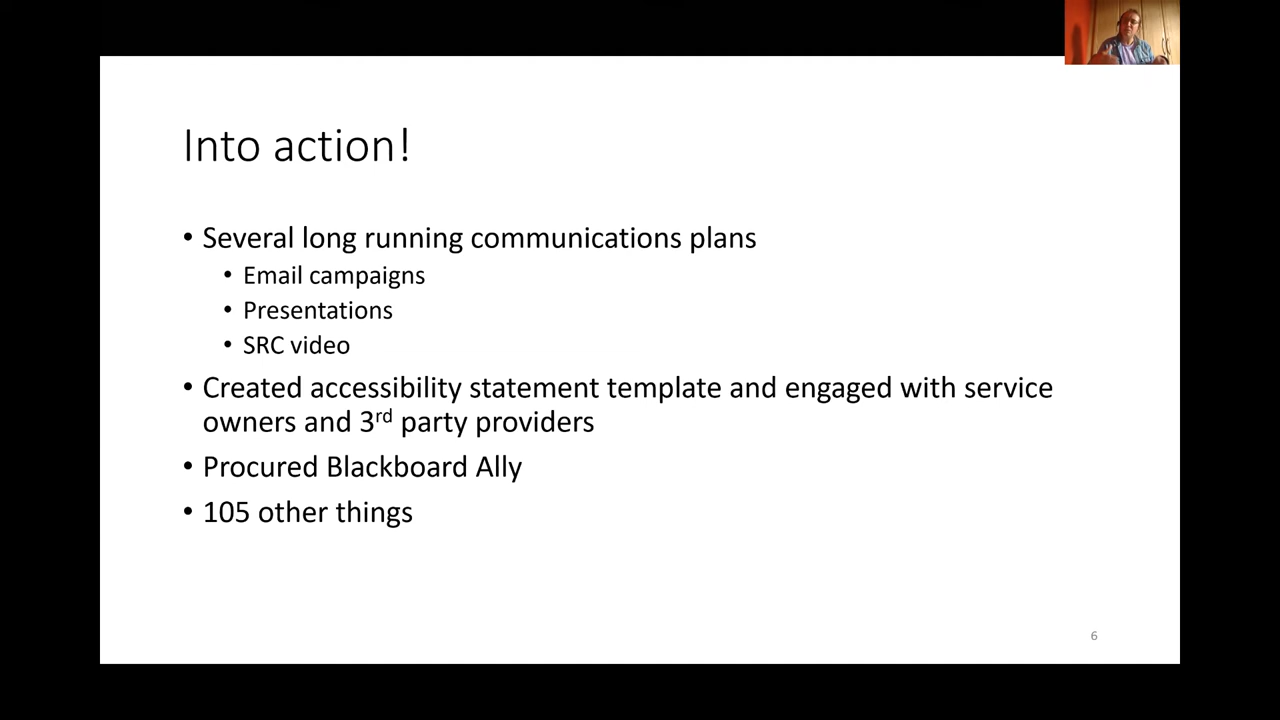 Into action!
• Several long running communications plans
• Email campaigns
• Presentations
• SRC video
• Created accessibility statement template and engaged with service
owners and 3rd party providers
• Procured Blackboard Ally
• 105 other things
6